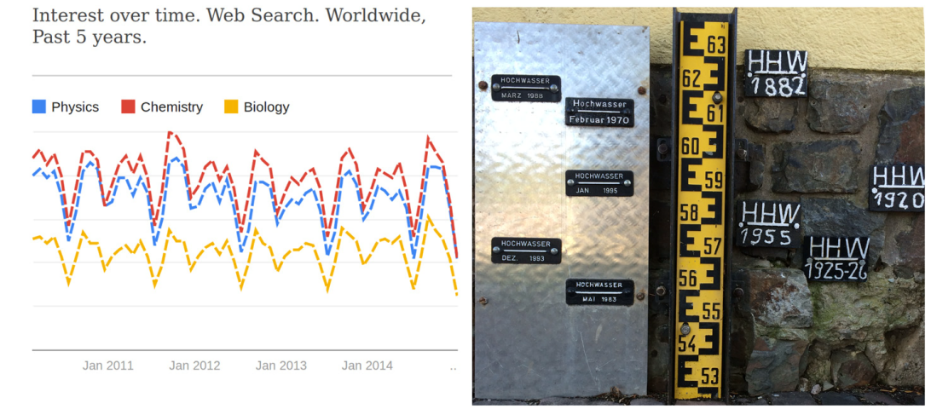 Interest over time. Web Search. Worldwide,
Past 5 years.
Physics Chemistry Biology
Jan 2011 Jan 2012 Jan 2013 Jan 2014 ..
HOCHWASSER
MÄRZ 1988
Hochwasser
Februar 1970
HOCHWASSER
JAN 1995
HOCHWASSER
DEZ. 1993
HOCHWASSER
MAI 1983
N
63
62
61
60
59
58
57
56
55
54
53
HHW
1882
HHW
1920
HHW
1955
HHW
1925-26